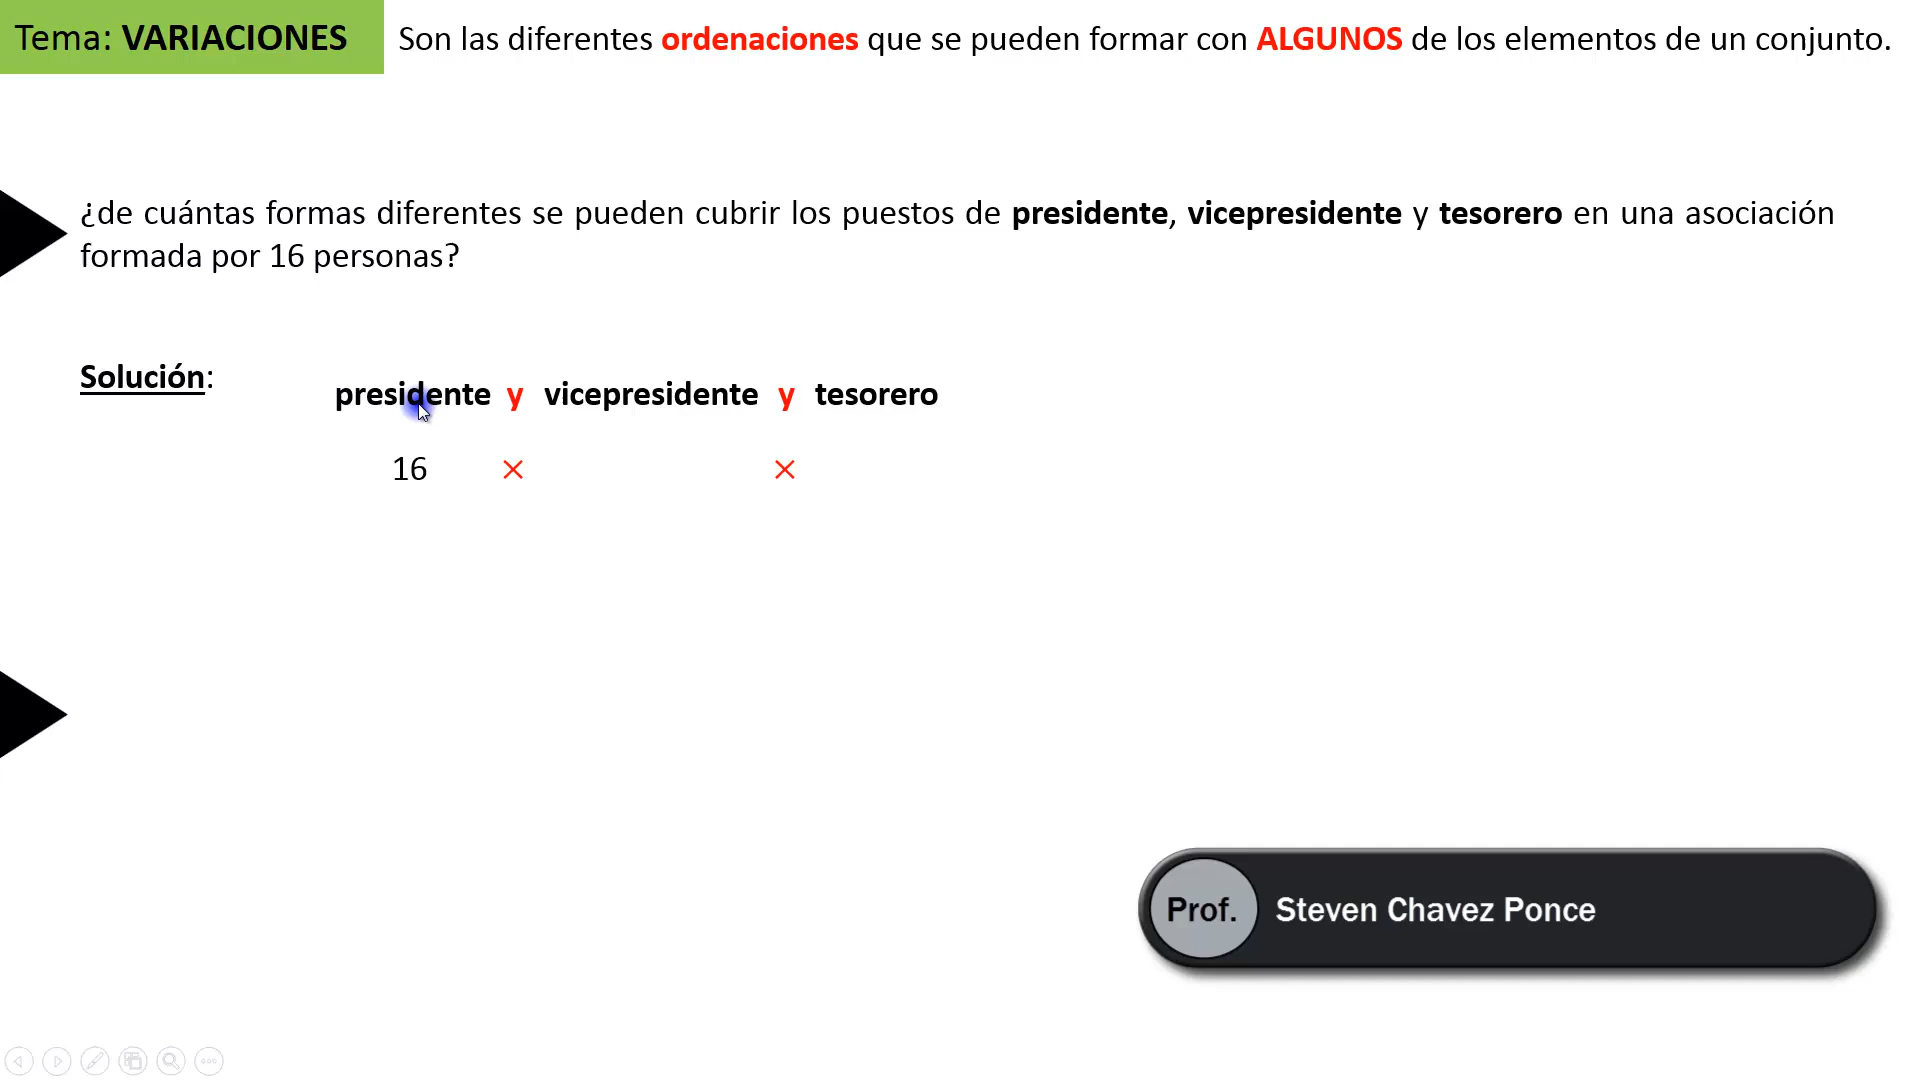 Tema: VARIACIONES
Son las diferentes ordenaciones que se pueden formar con ALGUNOS de los elementos de un conjunto.
¿de cuántas formas diferentes se pueden cubrir los puestos de presidente, vicepresidente y tesorero en una asociación
formada por 16 personas?
Solución:
presidente y vicepresidente y tesorero
16 × ×
Prof. Steven Chavez Ponce